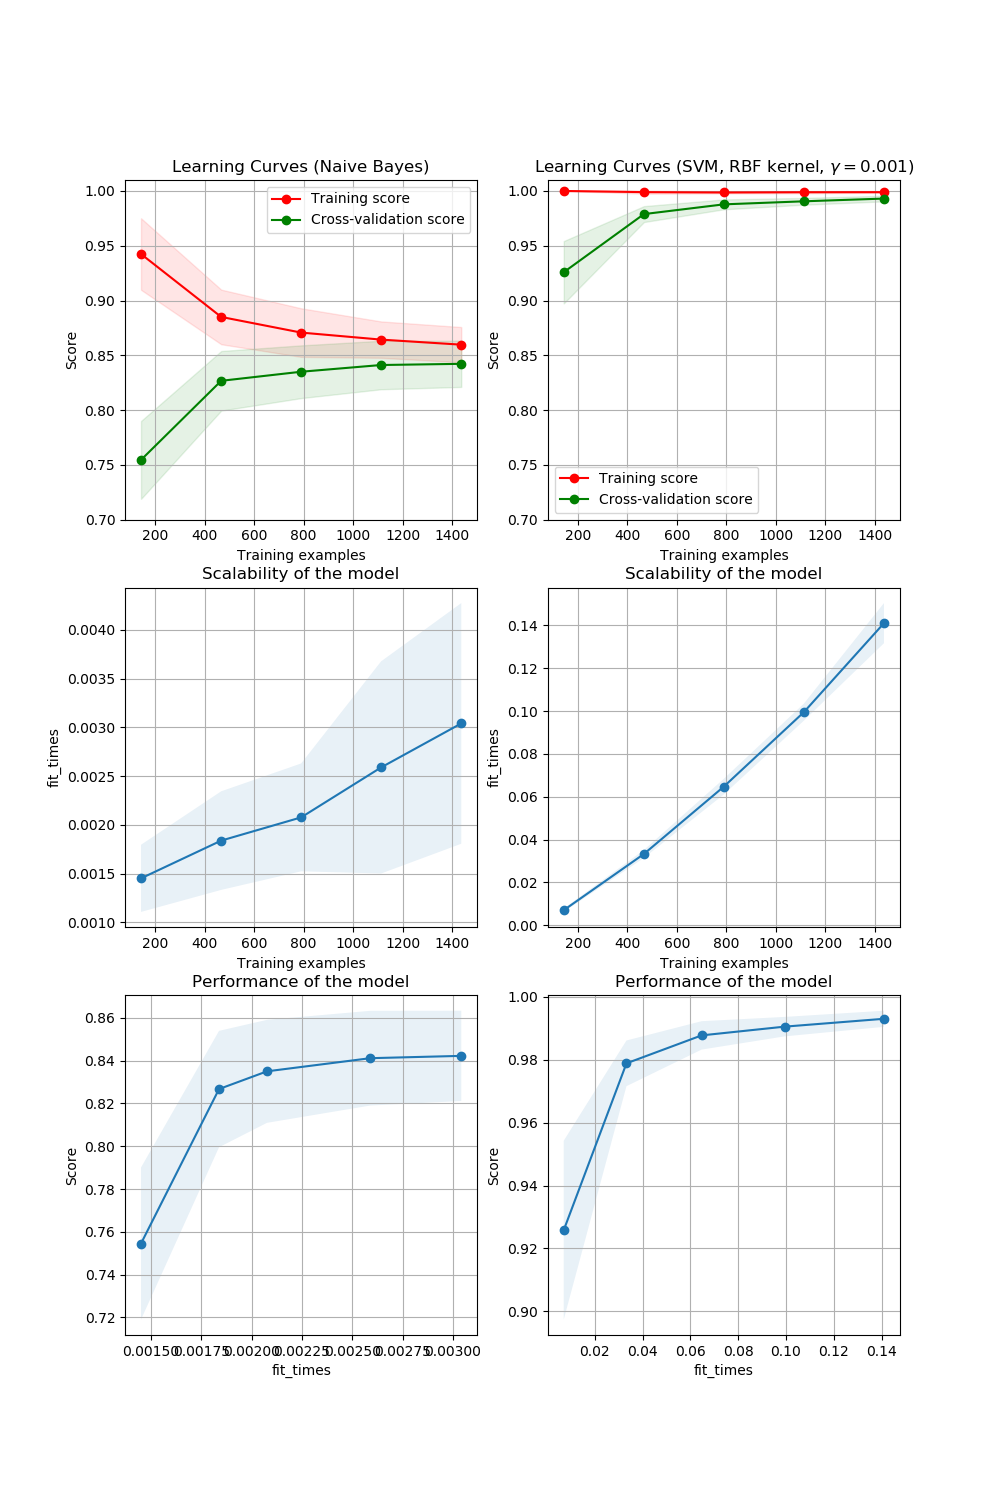 Learning Curves (Naive Bayes)
1.00
0.95
0.90
0.85
0.80
0.75
0.70
Score
Training score
Cross-validation score
200 400 600 800 1000 1200 1400
Training examples
Learning Curves (SVM, RBF kernel, γ = 0.001)
1.00
0.95
0.90
0.85
0.80
0.75
0.70
Score
Training score
Cross-validation score
200 400 600 800 1000 1200 1400
Training examples
Scalability of the model
0.0040
0.0035
0.0030
0.0025
0.0020
0.0015
0.0010
fit_times
200 400 600 800 1000 1200 1400
Training examples
Scalability of the model
0.14
0.12
0.10
0.08
0.06
0.04
0.02
0.00
fit_times
200 400 600 800 1000 1200 1400
Training examples
Performance of the model
0.86
0.84
0.82
0.80
0.78
0.76
0.74
0.72
Score
0.00150 0.00175 0.00200 0.00225 0.00250 0.00275 0.00300
fit_times
Performance of the model
1.00
0.98
0.96
0.94
0.92
0.90
Score
0.02 0.04 0.06 0.08 0.10 0.12 0.14
fit_times